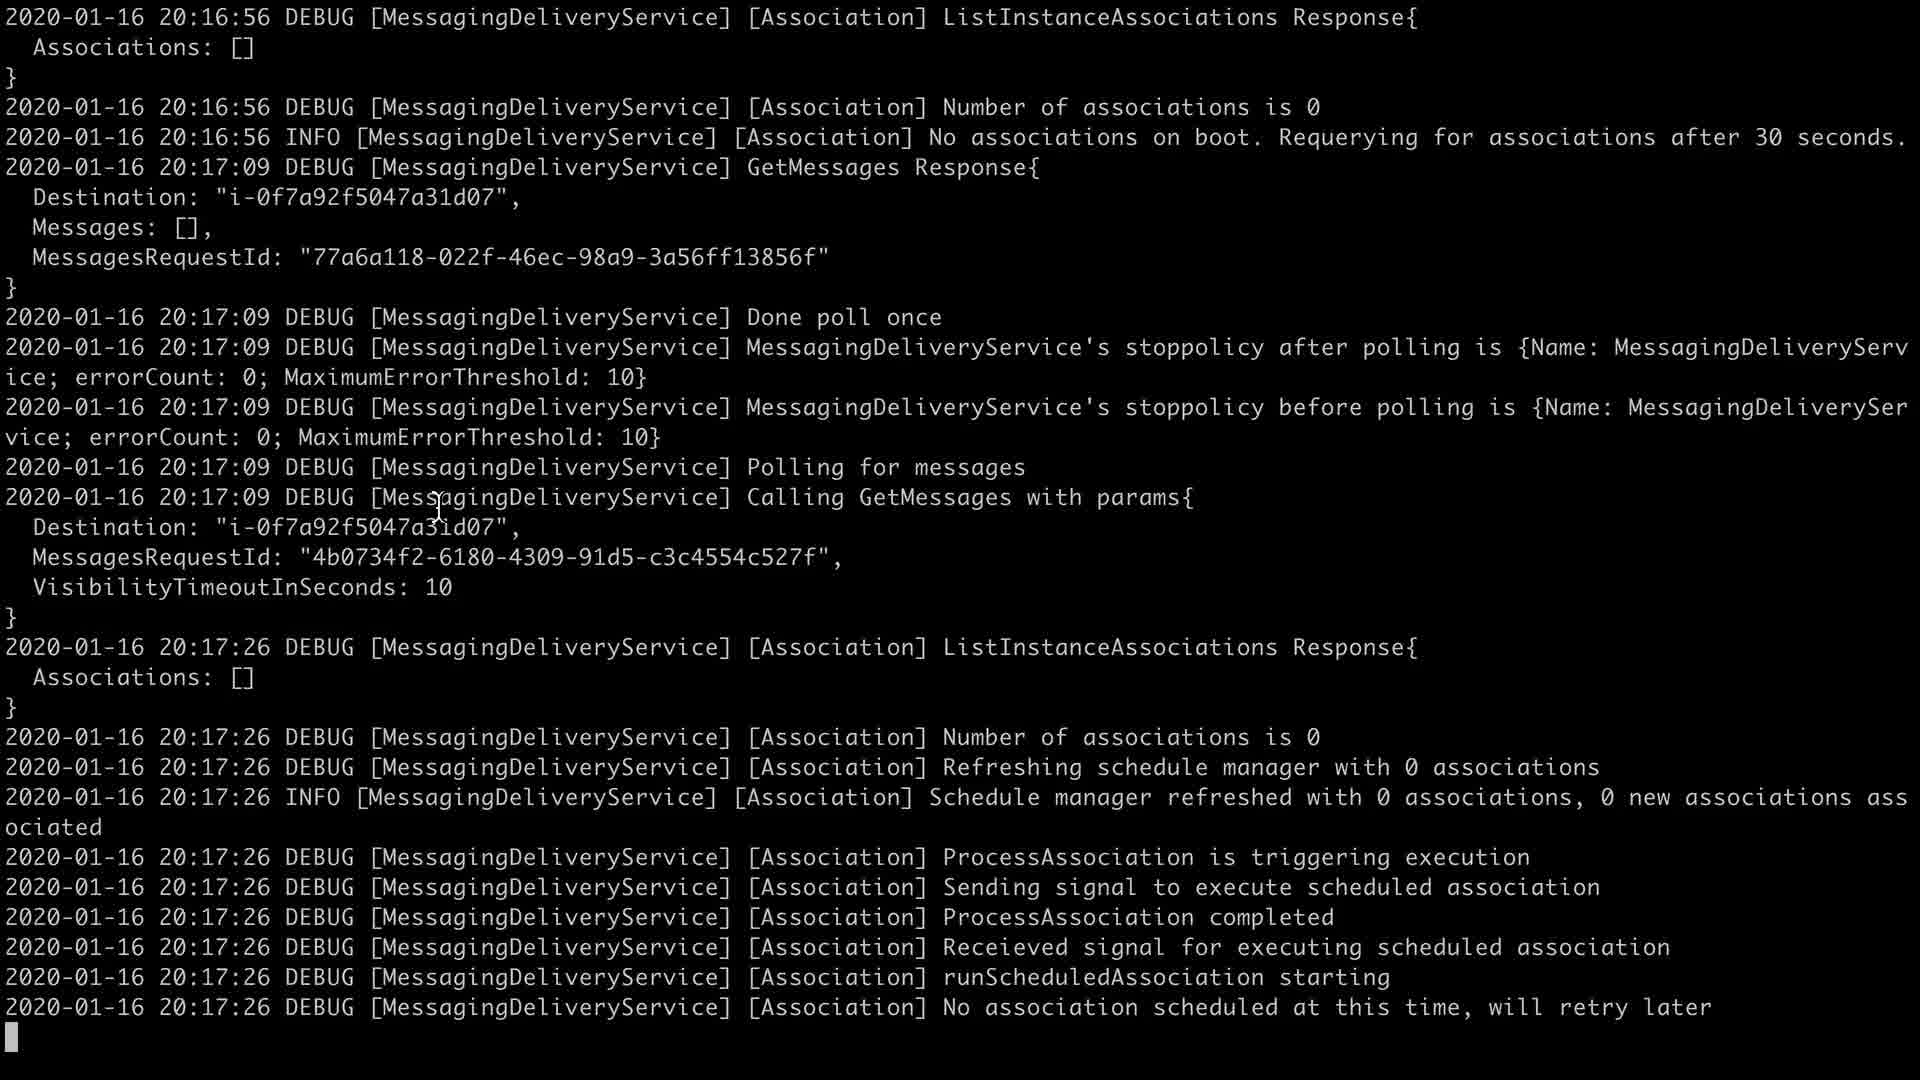 2020-01-16 20:16:56 DEBUG [MessagingDeliveryService] [Association] ListInstanceAssociations Response{
  Associations: []
}
2020-01-16 20:16:56 DEBUG [MessagingDeliveryService] [Association] Number of associations is 0
2020-01-16 20:16:56 INFO [MessagingDeliveryService] [Association] No associations on boot. Requerying for associations after 30 seconds.
2020-01-16 20:17:09 DEBUG [MessagingDeliveryService] GetMessages Response{
  Destination: "i-0f7a92f5047a31d07",
  Messages: [],
  MessagesRequestId: "77a6a118-022f-46ec-98a9-3a56ff13856f"
}
2020-01-16 20:17:09 DEBUG [MessagingDeliveryService] Done poll once
2020-01-16 20:17:09 DEBUG [MessagingDeliveryService] MessagingDeliveryService's stoppolicy after polling is {Name: MessagingDeliveryServ
ice; errorCount: 0; MaximumErrorThreshold: 10}
2020-01-16 20:17:09 DEBUG [MessagingDeliveryService] MessagingDeliveryService's stoppolicy before polling is {Name: MessagingDeliverySer
vice; errorCount: 0; MaximumErrorThreshold: 10}
2020-01-16 20:17:09 DEBUG [MessagingDeliveryService] Polling for messages
2020-01-16 20:17:09 DEBUG [MessagingDeliveryService] Calling GetMessages with params{
  Destination: "i-0f7a92f5047a31d07",
  MessagesRequestId: "4b0734f2-6180-4309-91d5-c3c4554c527f",
  VisibilityTimeoutInSeconds: 10
}
2020-01-16 20:17:26 DEBUG [MessagingDeliveryService] [Association] ListInstanceAssociations Response{
  Associations: []
}
2020-01-16 20:17:26 DEBUG [MessagingDeliveryService] [Association] Number of associations is 0
2020-01-16 20:17:26 DEBUG [MessagingDeliveryService] [Association] Refreshing schedule manager with 0 associations
2020-01-16 20:17:26 INFO [MessagingDeliveryService] [Association] Schedule manager refreshed with 0 associations, 0 new associations ass
ociated
2020-01-16 20:17:26 DEBUG [MessagingDeliveryService] [Association] ProcessAssociation is triggering execution
2020-01-16 20:17:26 DEBUG [MessagingDeliveryService] [Association] Sending signal to execute scheduled association
2020-01-16 20:17:26 DEBUG [MessagingDeliveryService] [Association] ProcessAssociation completed
2020-01-16 20:17:26 DEBUG [MessagingDeliveryService] [Association] Receieved signal for executing scheduled association
2020-01-16 20:17:26 DEBUG [MessagingDeliveryService] [Association] runScheduledAssociation starting
2020-01-16 20:17:26 DEBUG [MessagingDeliveryService] [Association] No association scheduled at this time, will retry later